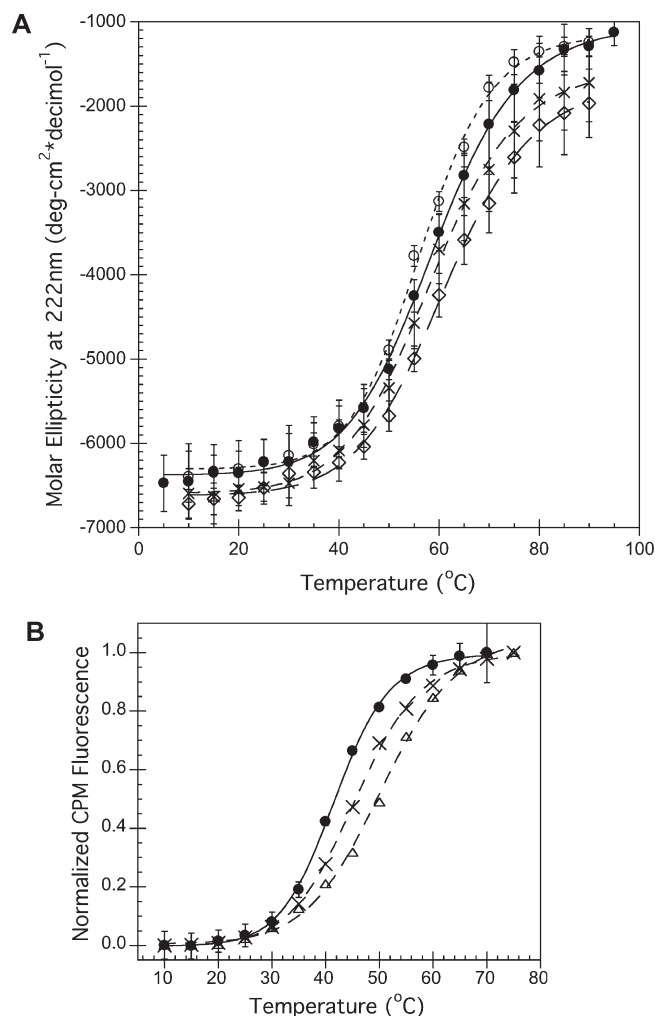 A
-1000
-2000
-3000
-4000
-5000
-6000
-7000
Molar Ellipticity at 222nm (deg-cm²*decimol⁻¹)
0 20 40 60 80 100
Temperature (°C)
B
1.0
0.8
0.6
0.4
0.2
0.0
Normalized CPM Fluorescence
10 20 30 40 50 60 70 80
Temperature (°C)